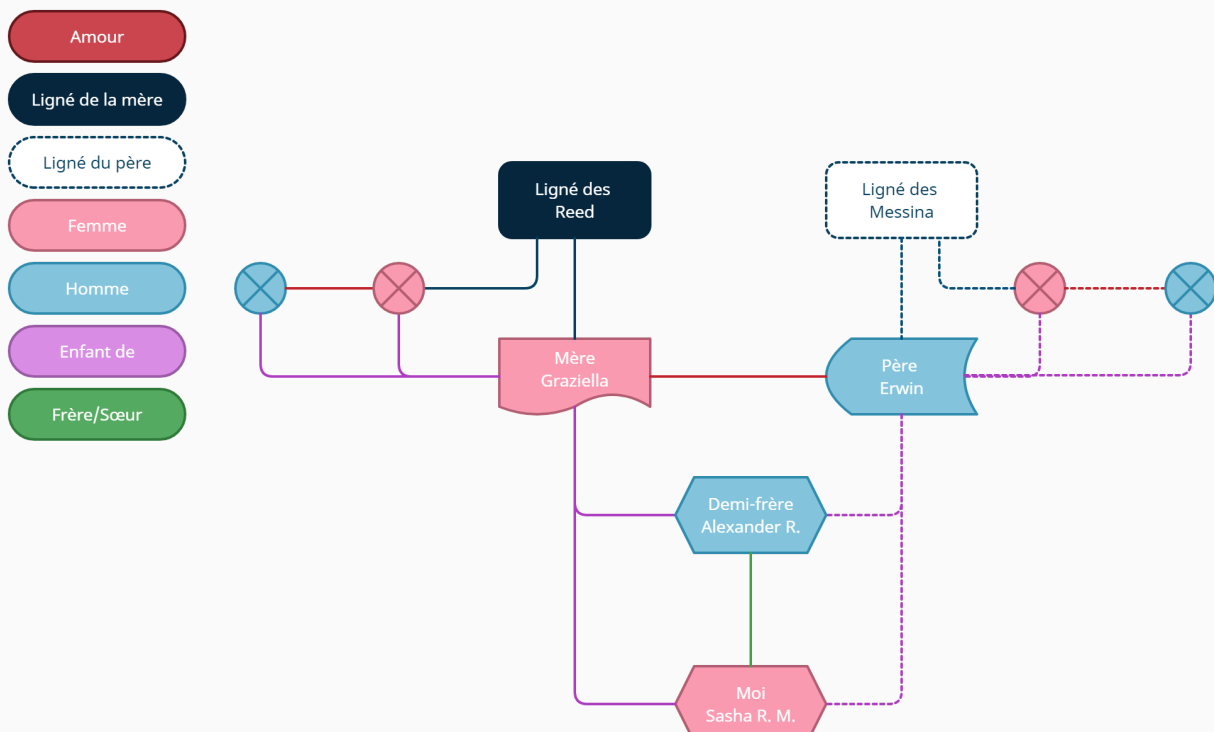 Amour
Ligné de la mère
Ligné du père
Femme
Homme
Enfant de
Frère/Sœur
Ligné des
Reed
Ligné des
Messina
Mère
Graziella
Père
Erwin
Demi-frère
Alexander R.
Moi
Sasha R. M.